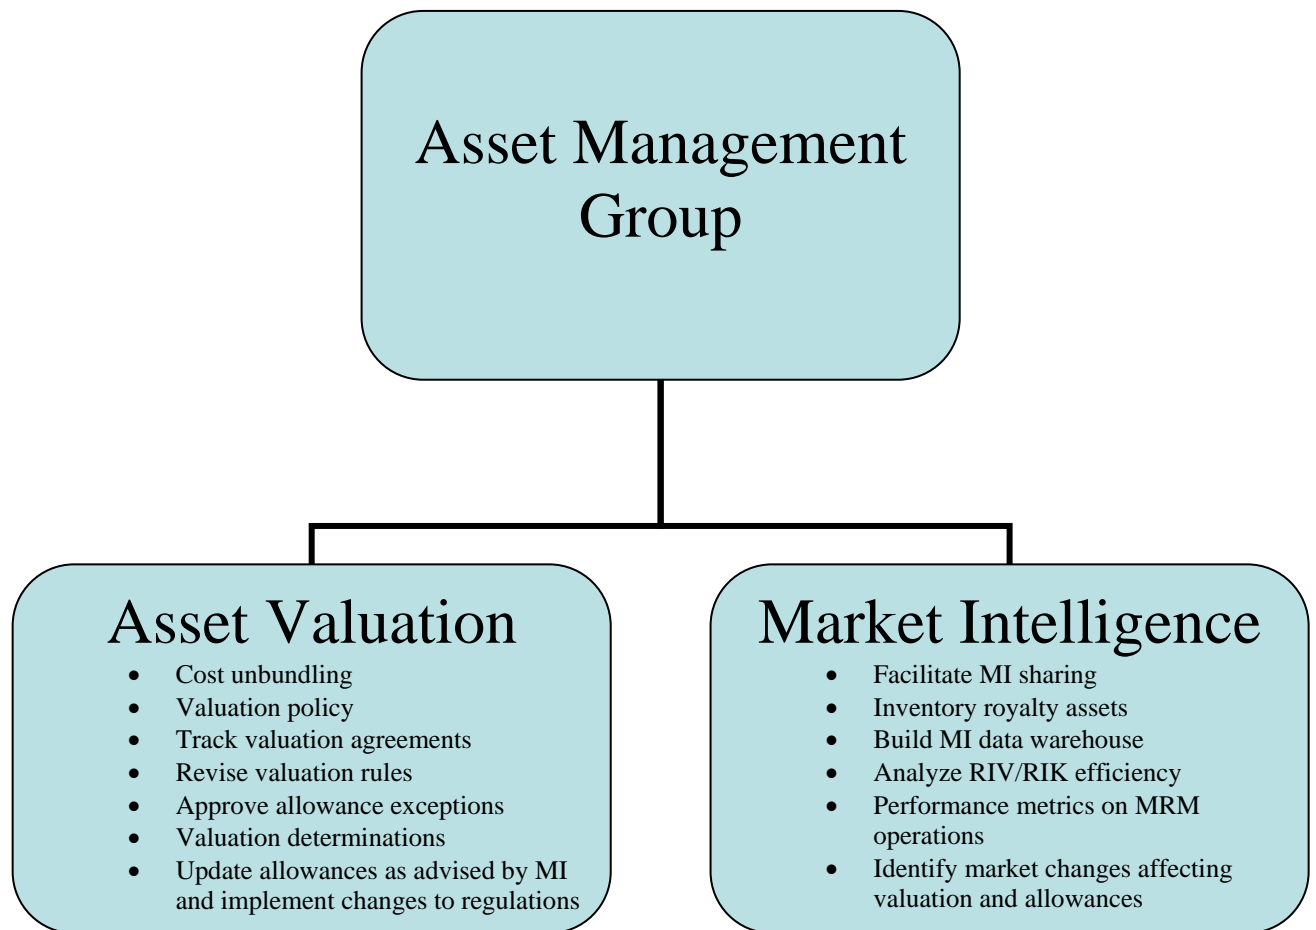 Asset Management
Group
Asset Valuation
• Cost unbundling
• Valuation policy
• Track valuation agreements
• Revise valuation rules
• Approve allowance exceptions
• Valuation determinations
• Update allowances as advised by MI
and implement changes to regulations
Market Intelligence
• Facilitate MI sharing
• Inventory royalty assets
• Build MI data warehouse
• Analyze RIV/RIK efficiency
• Performance metrics on MRM
operations
• Identify market changes affecting
valuation and allowances